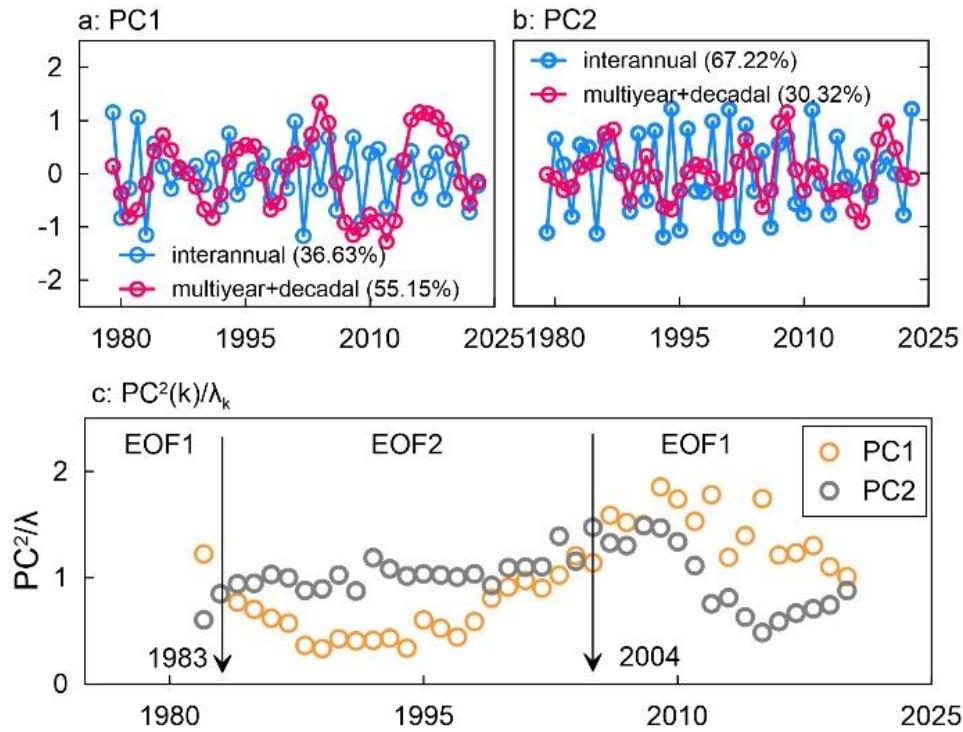 a: PC1
b: PC2
2
1
0
-1
-2
interannual (36.63%)
multiyear+decadal (55.15%)
interannual (67.22%)
multiyear+decadal (30.32%)
1980 1995 2010 2025
1980 1995 2010 2025
c: PC²(k)/λₖ
EOF1 EOF2 EOF1
PC1
PC2
PC²/λ
2
1
0
1983
2004
1980 1995 2010 2025